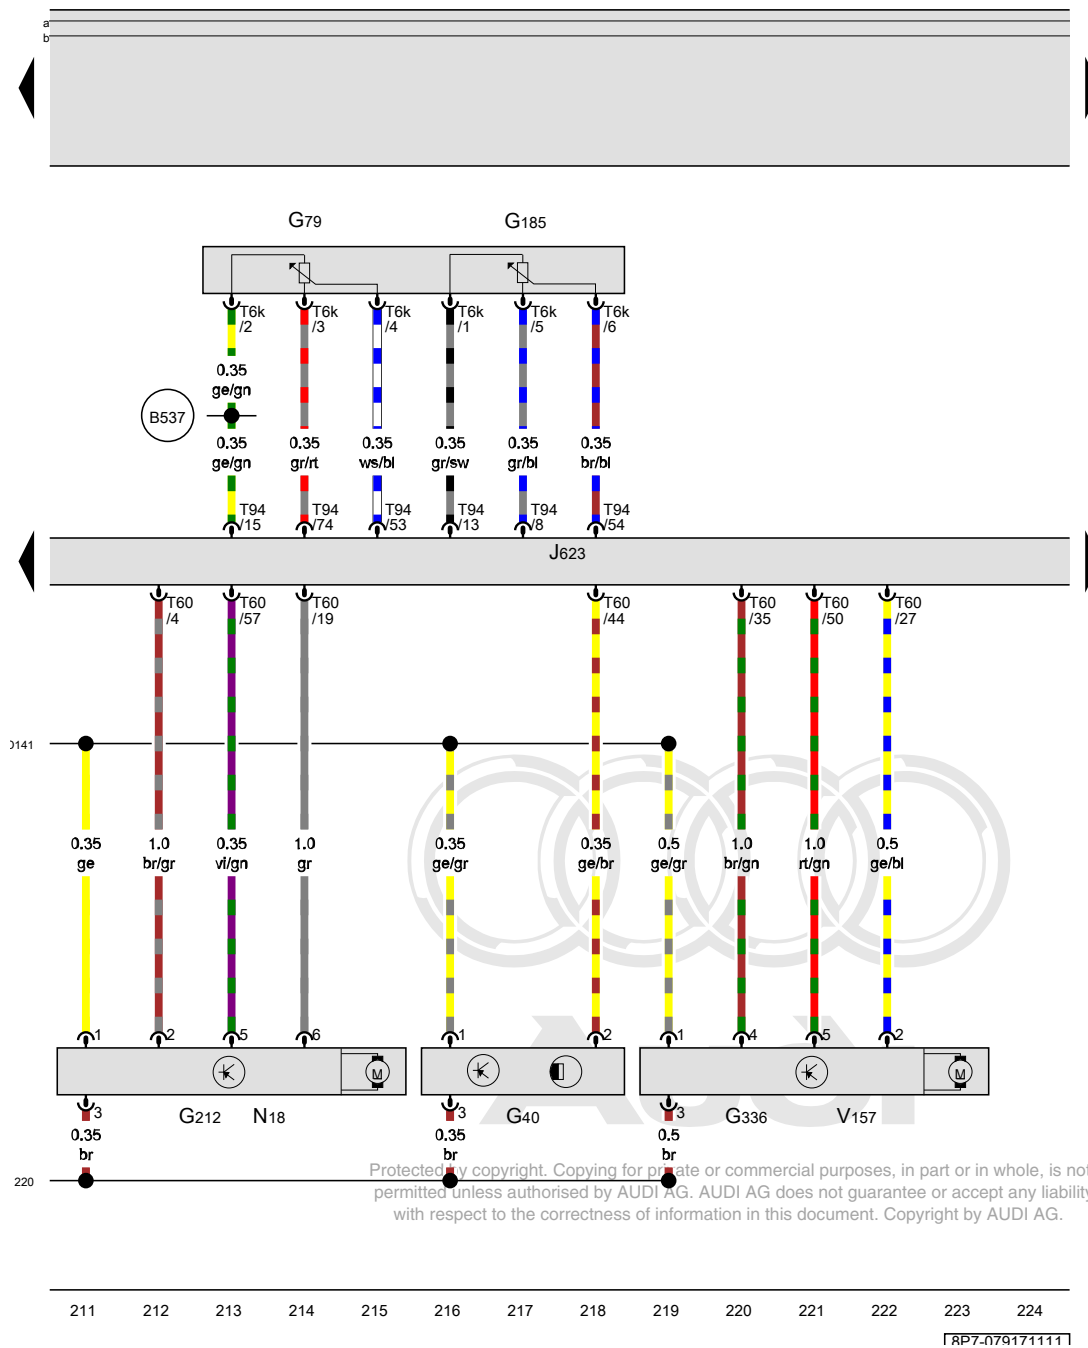 a
b
G79 G185
T6k /2 T6k /3 T6k /4 T6k /1 T6k /5 T6k /6
0.35
ge/gn
B537
0.35 0.35 0.35 0.35 0.35 0.35
ge/gn gr/rt ws/bl gr/sw gr/bl br/bl
T94 /15 T94 /74 T94 /53 T94 /13 T94 /8 T94 /54
J623
T60 /4 T60 /57 T60 /19 T60 /44 T60 /35 T60 /50 T60 /27
0.35 1.0 0.35 1.0 0.35 0.35 0.5 1.0 1.0 0.5
ge br/gr vi/gn gr ge/gr ge/br ge/gr br/gn rt/gn ge/bl
1 2 5 6 1 2 1 4 5 2
M M
3 3 3
G212 N18 G40 G336 V157
0.35 0.35 0.5
br br br
220
AUDI
Protected by copyright. Copying for private or commercial purposes, in part or in whole, is not
permitted unless authorised by AUDI AG. AUDI AG does not guarantee or accept any liability
with respect to the correctness of information in this document. Copyright by AUDI AG.
211 212 213 214 215 216 217 218 219 220 221 222 223 224
8P7-079171111